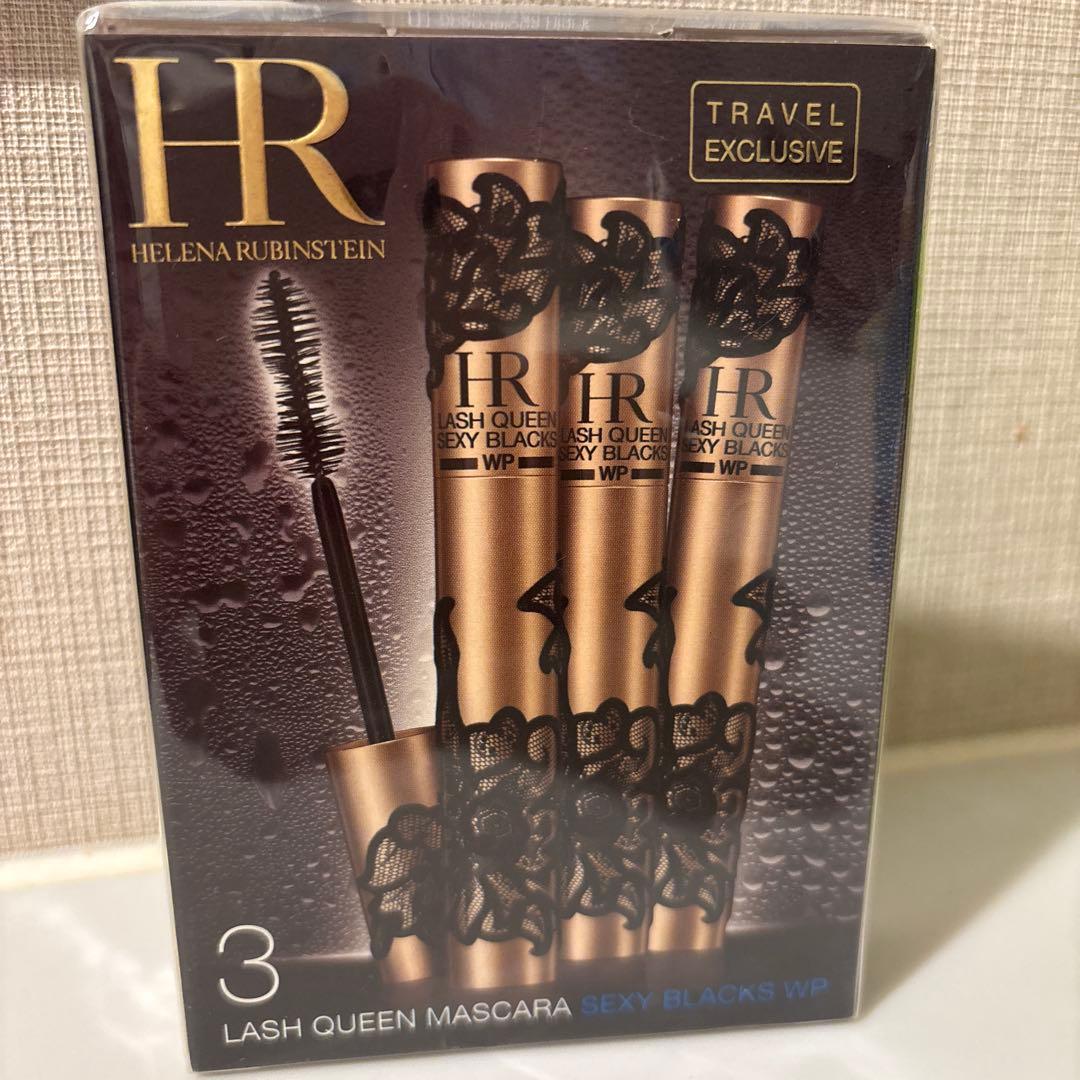 HR
HELENA RUBINSTEIN
TRAVEL
EXCLUSIVE
HR
LASH QUEEN
SEXY BLACKS
WP
HR
LASH QUEEN
SEXY BLACKS
WP
HR
LASH QUEEN
SEXY BLACKS
WP
3
LASH QUEEN MASCARA SEXY BLACKS WP